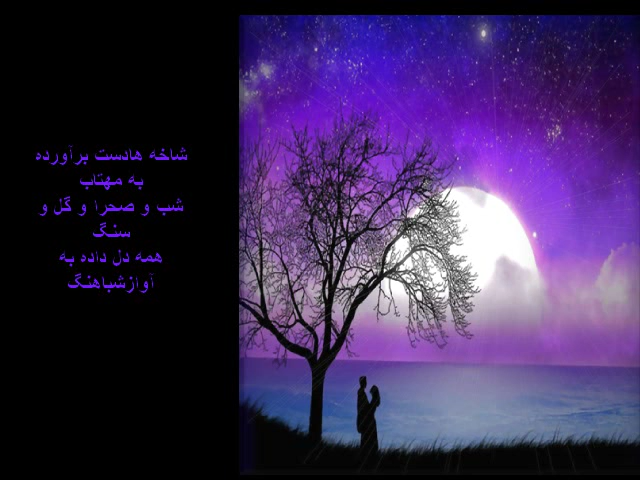 شاخه هادست برآورده
به مهتاب
شب و صحرا و گل و
سنگ
همه دل داده به
آوازشباهنگ